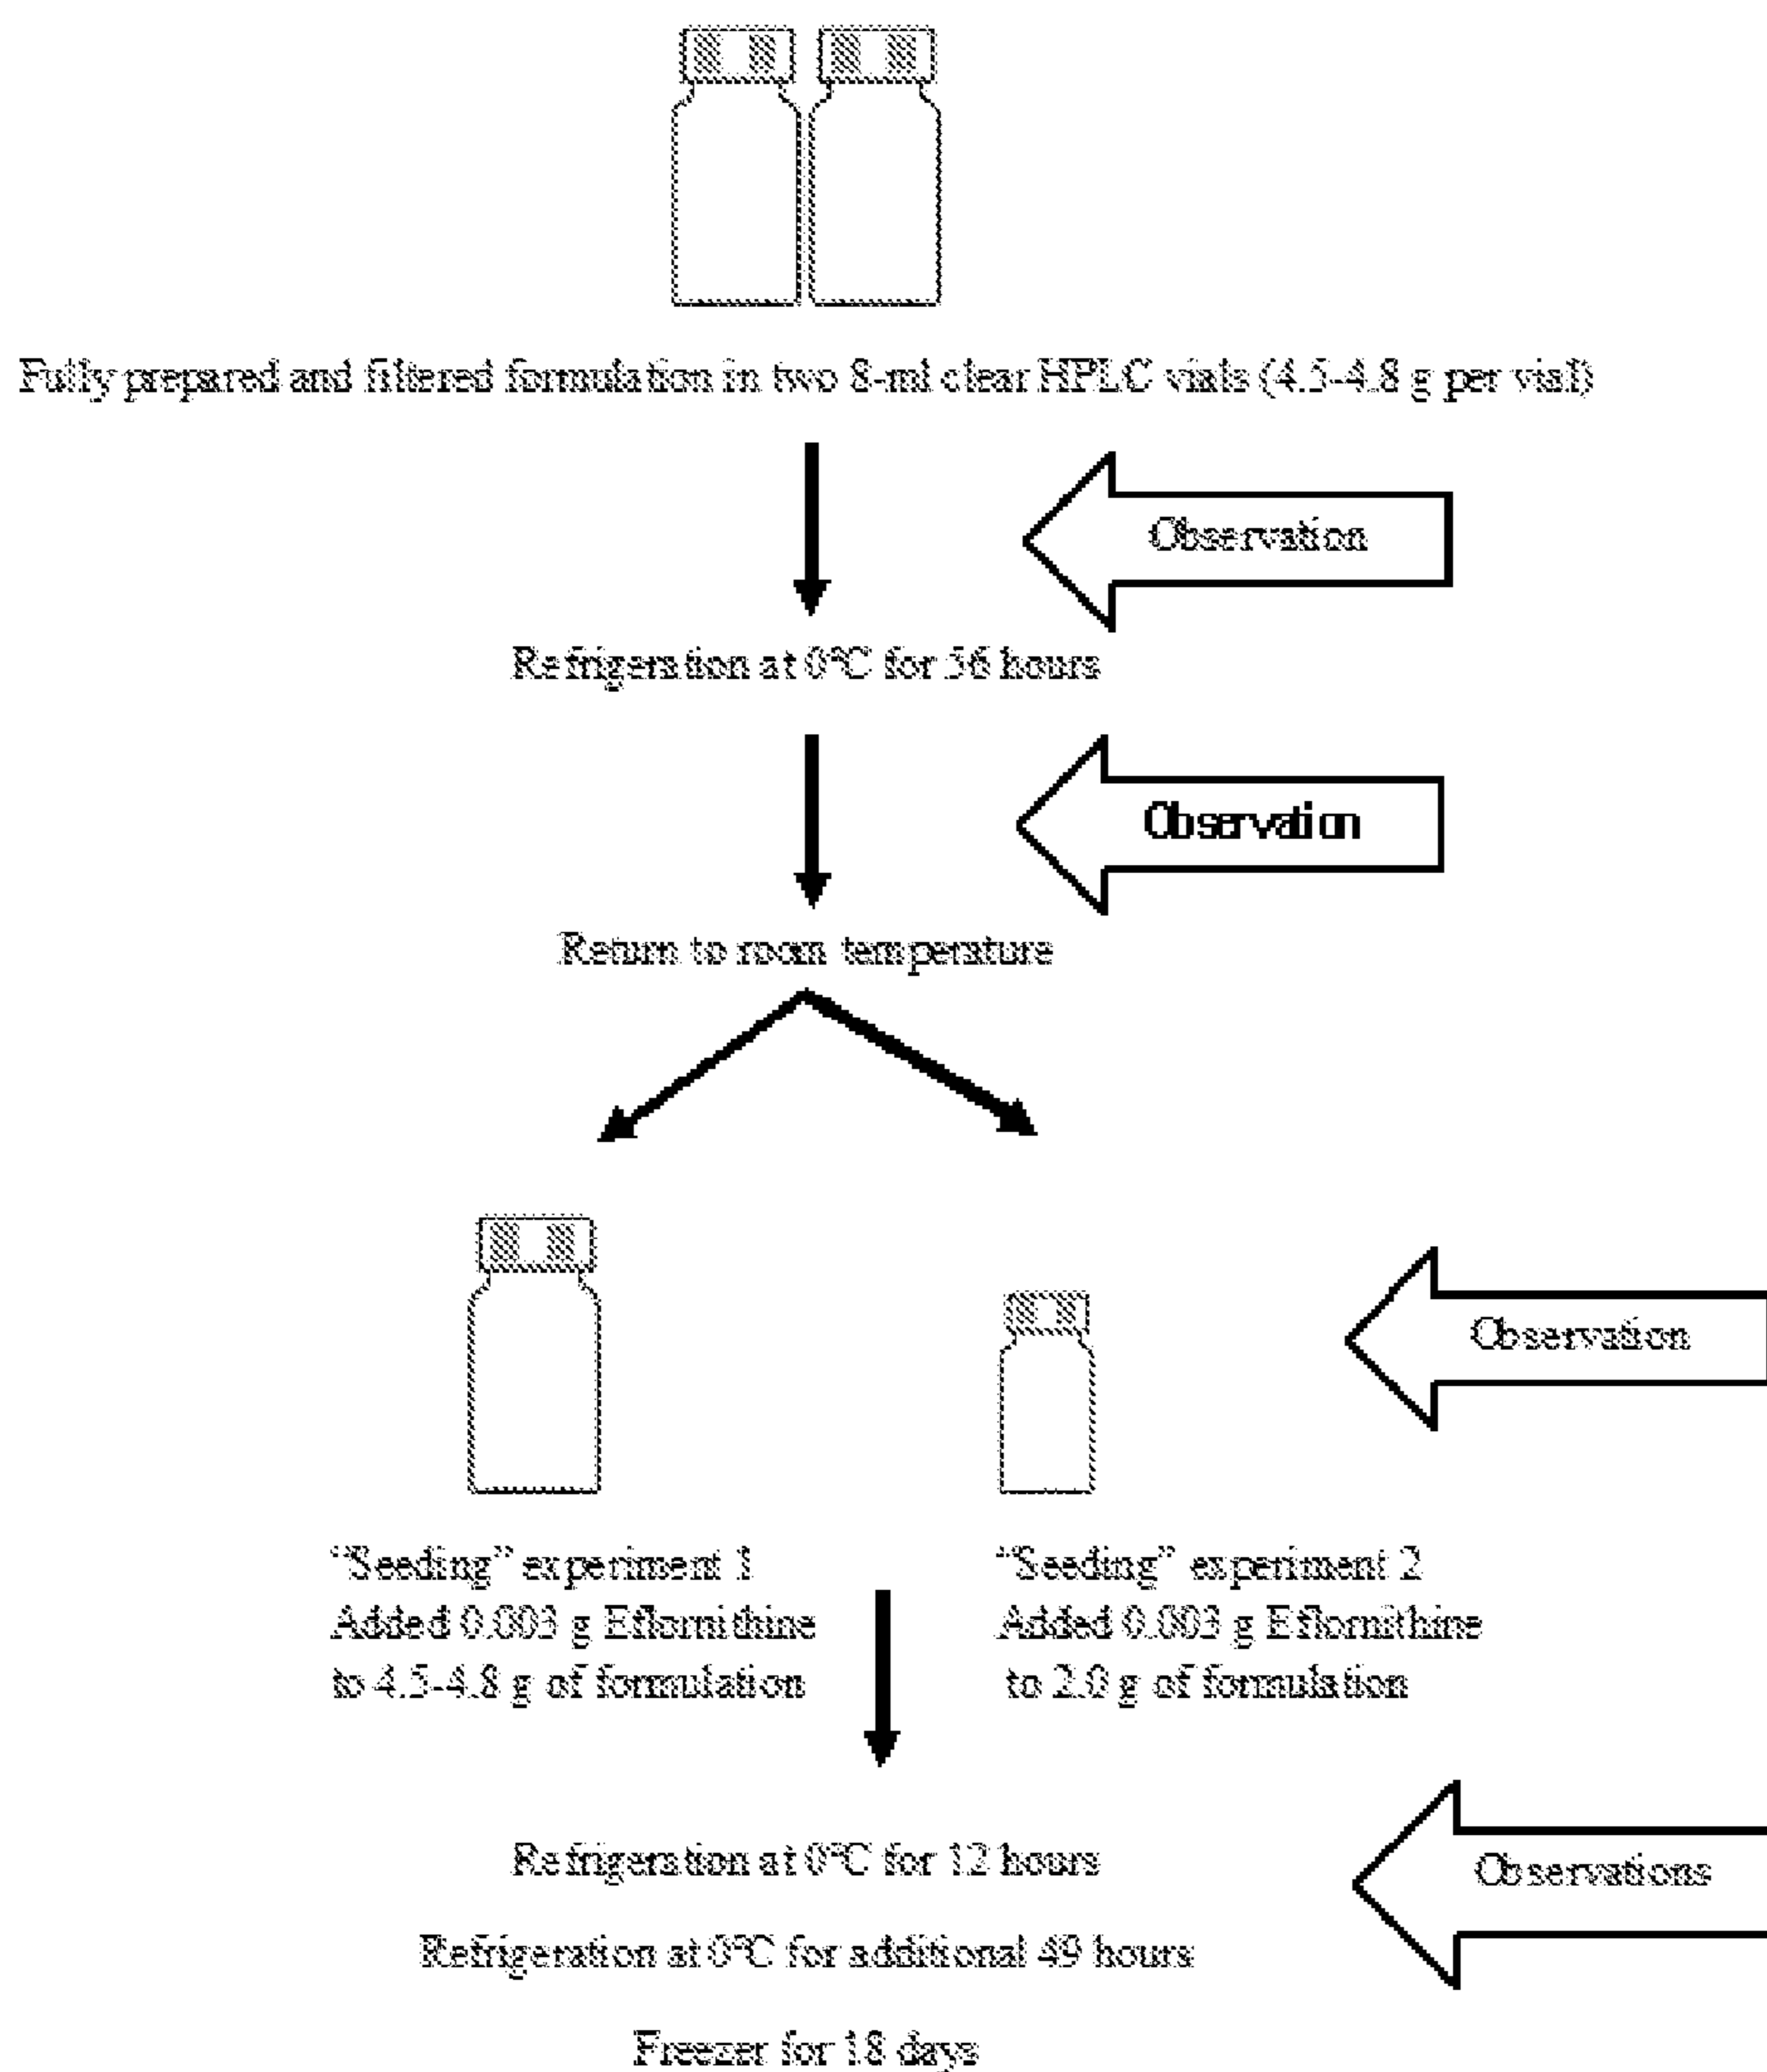 Fully prepared and filtered formulation in two 8-ml clear HPLC vials (4.5-4.8 g per vial)
Observation
Refrigeration at 0°C for 56 hours
Observation
Return to room temperature
Observation
"Seeding" experiment 1
Added 0.003 g Eflornithine
to 4.5-4.8 g of formulation
"Seeding" experiment 2
Added 0.003 g Eflornithine
to 2.0 g of formulation
Refrigeration at 0°C for 12 hours
Observations
Refrigeration at 0°C for additional 49 hours
Freezer for 18 days